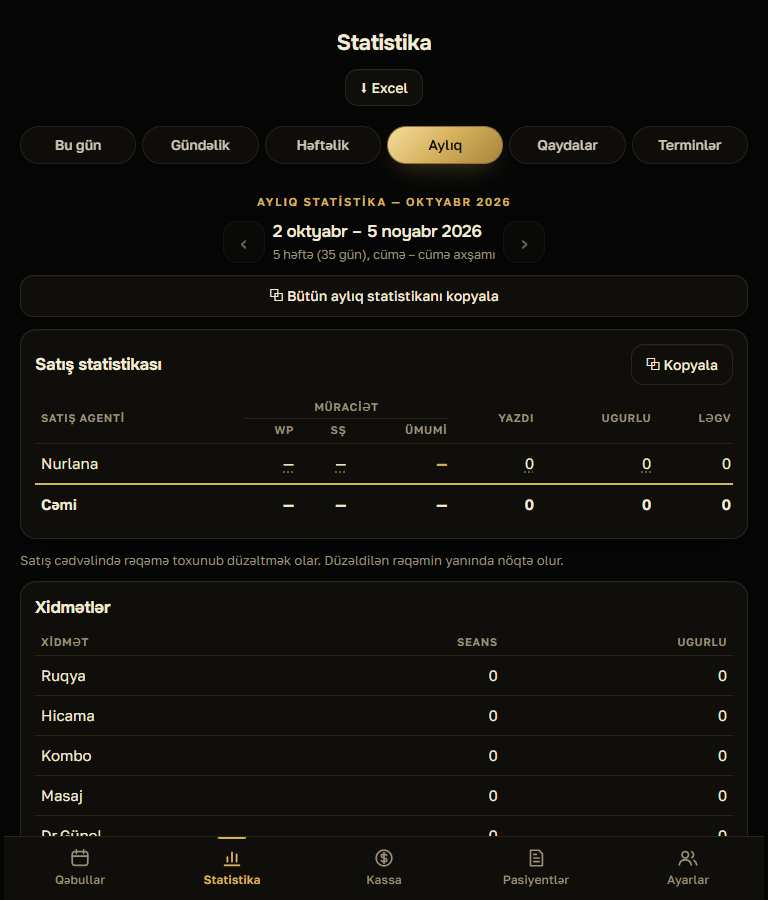 Statistika
⬇ Excel
Bu gün Gündəlik Həftəlik Aylıq Qaydalar Terminlər
AYLIQ STATİSTİKA — OKTYABR 2026
‹ 2 oktyabr – 5 noyabr 2026 ›
5 həftə (35 gün), cümə – cümə axşamı
Bütün aylıq statistikanı kopyala
Satış statistikası Kopyala
MÜRACİƏT
SATIŞ AGENTİ YAZDI UGURLU LƏGV
WP SŞ ÜMUMİ
Nurlana — — — 0 0 0
Cəmi — — — 0 0 0
Satış cədvəlində rəqəmə toxunub düzəltmək olar. Düzəldilən rəqəmin yanında nöqtə olur.
Xidmətlər
XİDMƏT SEANS UGURLU
Ruqya 0 0
Hicama 0 0
Kombo 0 0
Masaj 0 0
Dr.Günel 0 0
Qəbullar Statistika Kassa Pasiyentlər Ayarlar